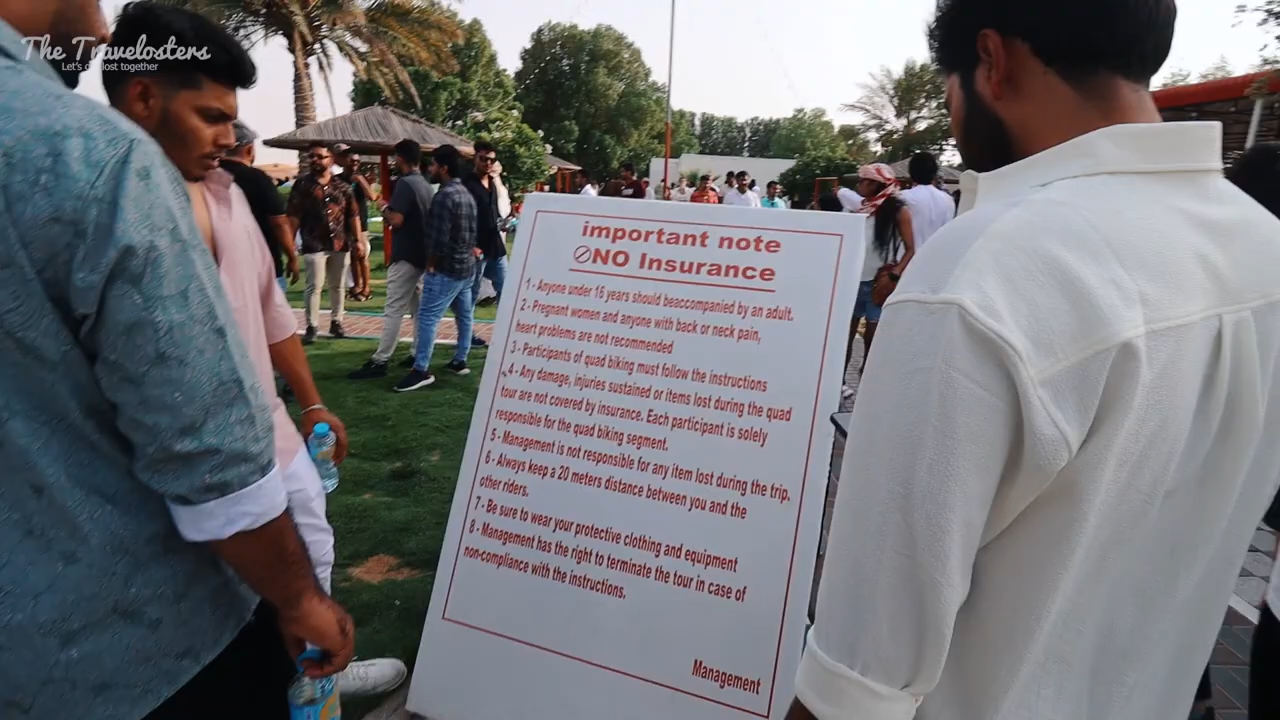 The Travelosters
Let's get lost together
important note
NO Insurance
1 - Anyone under 16 years should beaccompanied by an adult.
2 - Pregnant women and anyone with back or neck pain,
heart problems are not recommended
3 - Participants of quad biking must follow the instructions
4 - Any damage, injuries sustained or items lost during the quad
tour are not covered by insurance. Each participant is solely
responsible for the quad biking segment.
5 - Management is not responsible for any item lost during the trip.
6 - Always keep a 20 meters distance between you and the
other riders.
7 - Be sure to wear your protective clothing and equipment
8 - Management has the right to terminate the tour in case of
non-compliance with the instructions.
Management